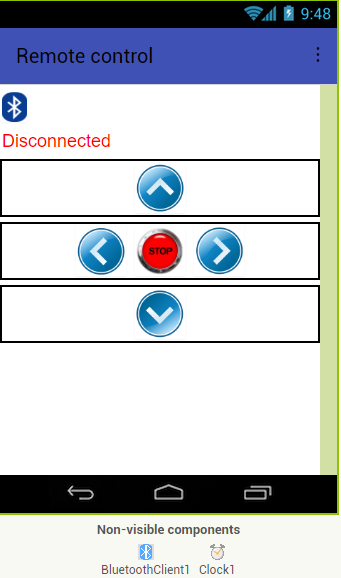 9:48
Remote control
Disconnected
STOP
Non-visible components
BluetoothClient1 Clock1